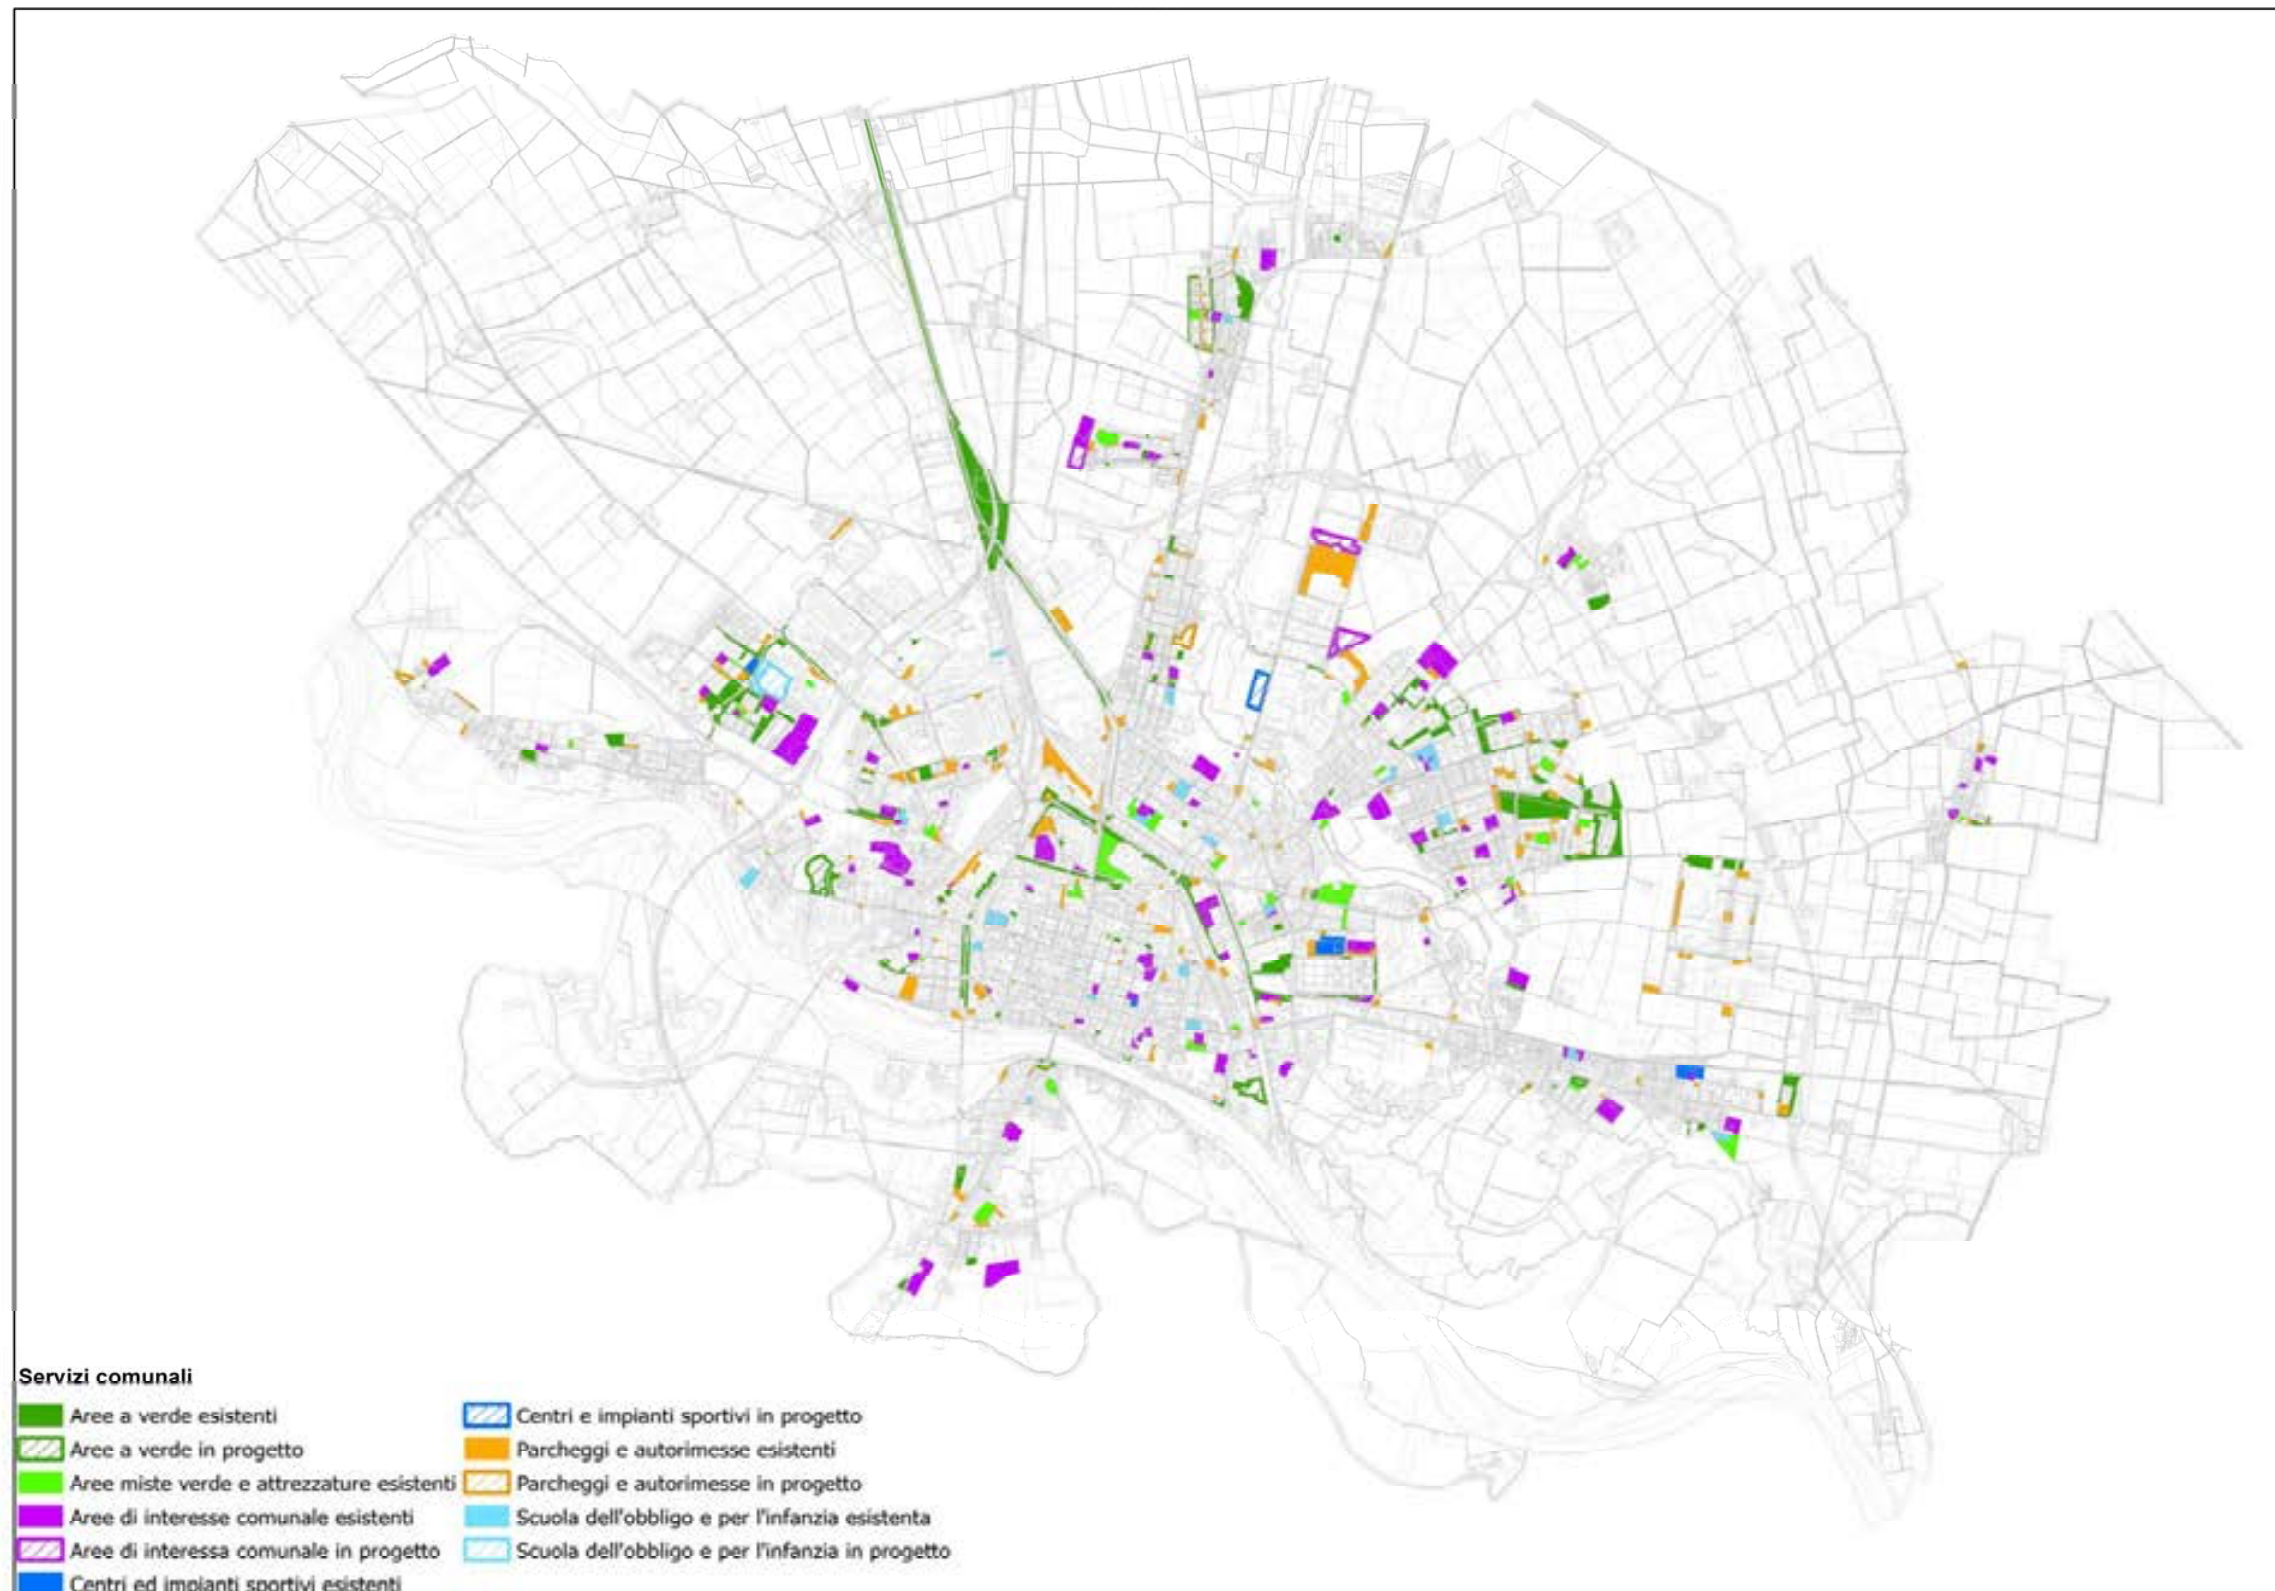 Servizi comunali
Aree a verde esistenti
Aree a verde in progetto
Aree miste verde e attrezzature esistenti
Aree di interesse comunale esistenti
Aree di interessa comunale in progetto
Centri ed impianti sportivi esistenti
Centri e impianti sportivi in progetto
Parcheggi e autorimesse esistenti
Parcheggi e autorimesse in progetto
Scuola dell'obbligo e per l'infanzia esistenta
Scuola dell'obbligo e per l'infanzia in progetto